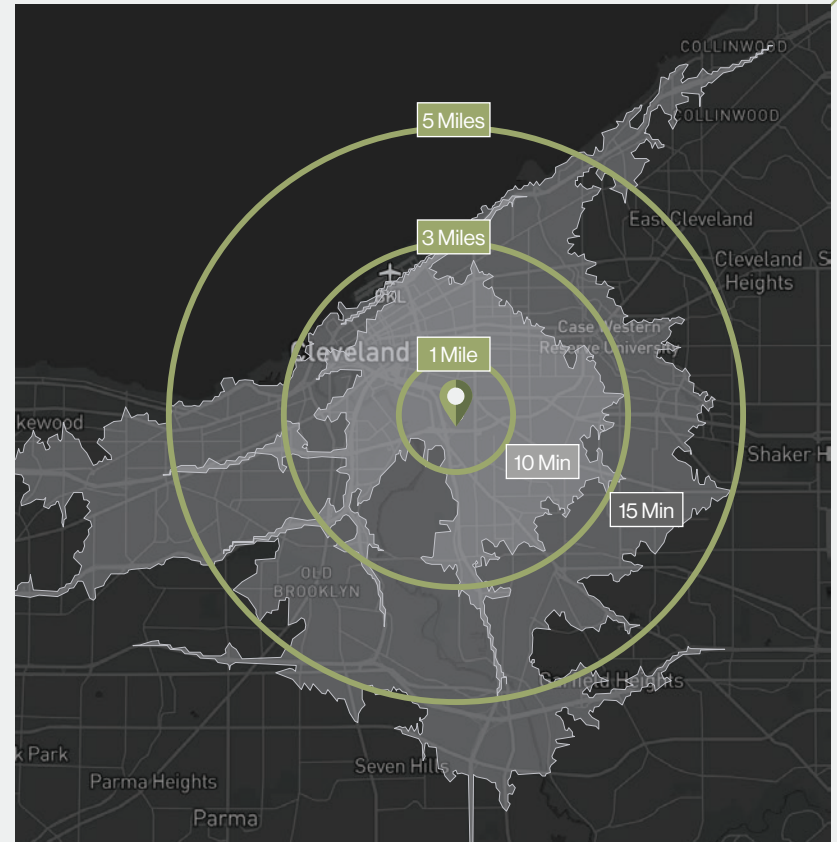 COLLINWOOD
COLLINWOOD
5 Miles
East Cleveland
3 Miles
Cleveland
Heights
BKL
Case Western
Reserve University
Cleveland
1 Mile
kewood
Shaker H
10 Min
15 Min
OLD
BROOKLYN
Garfield Heights
k Park
Seven Hills
Parma Heights
Parma